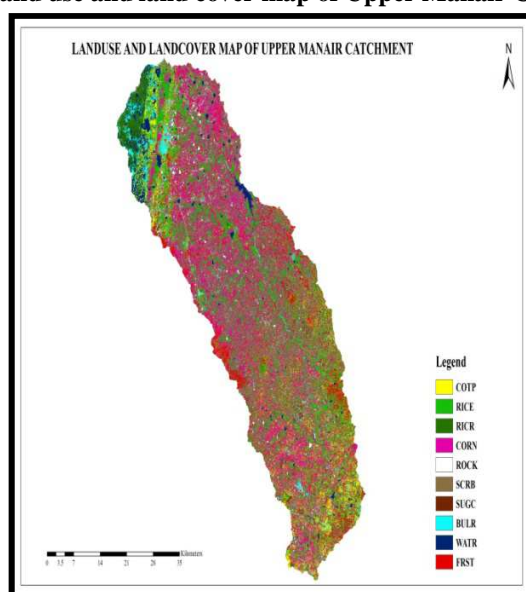 LANDUSE AND LANDCOVER MAP OF UPPER MANAIR CATCHMENT
N
Legend
COTP
RICE
RICR
CORN
ROCK
SCRB
SUGC
BULR
WATR
FRST
Kilometers
0 3.5 7 14 21 28 35